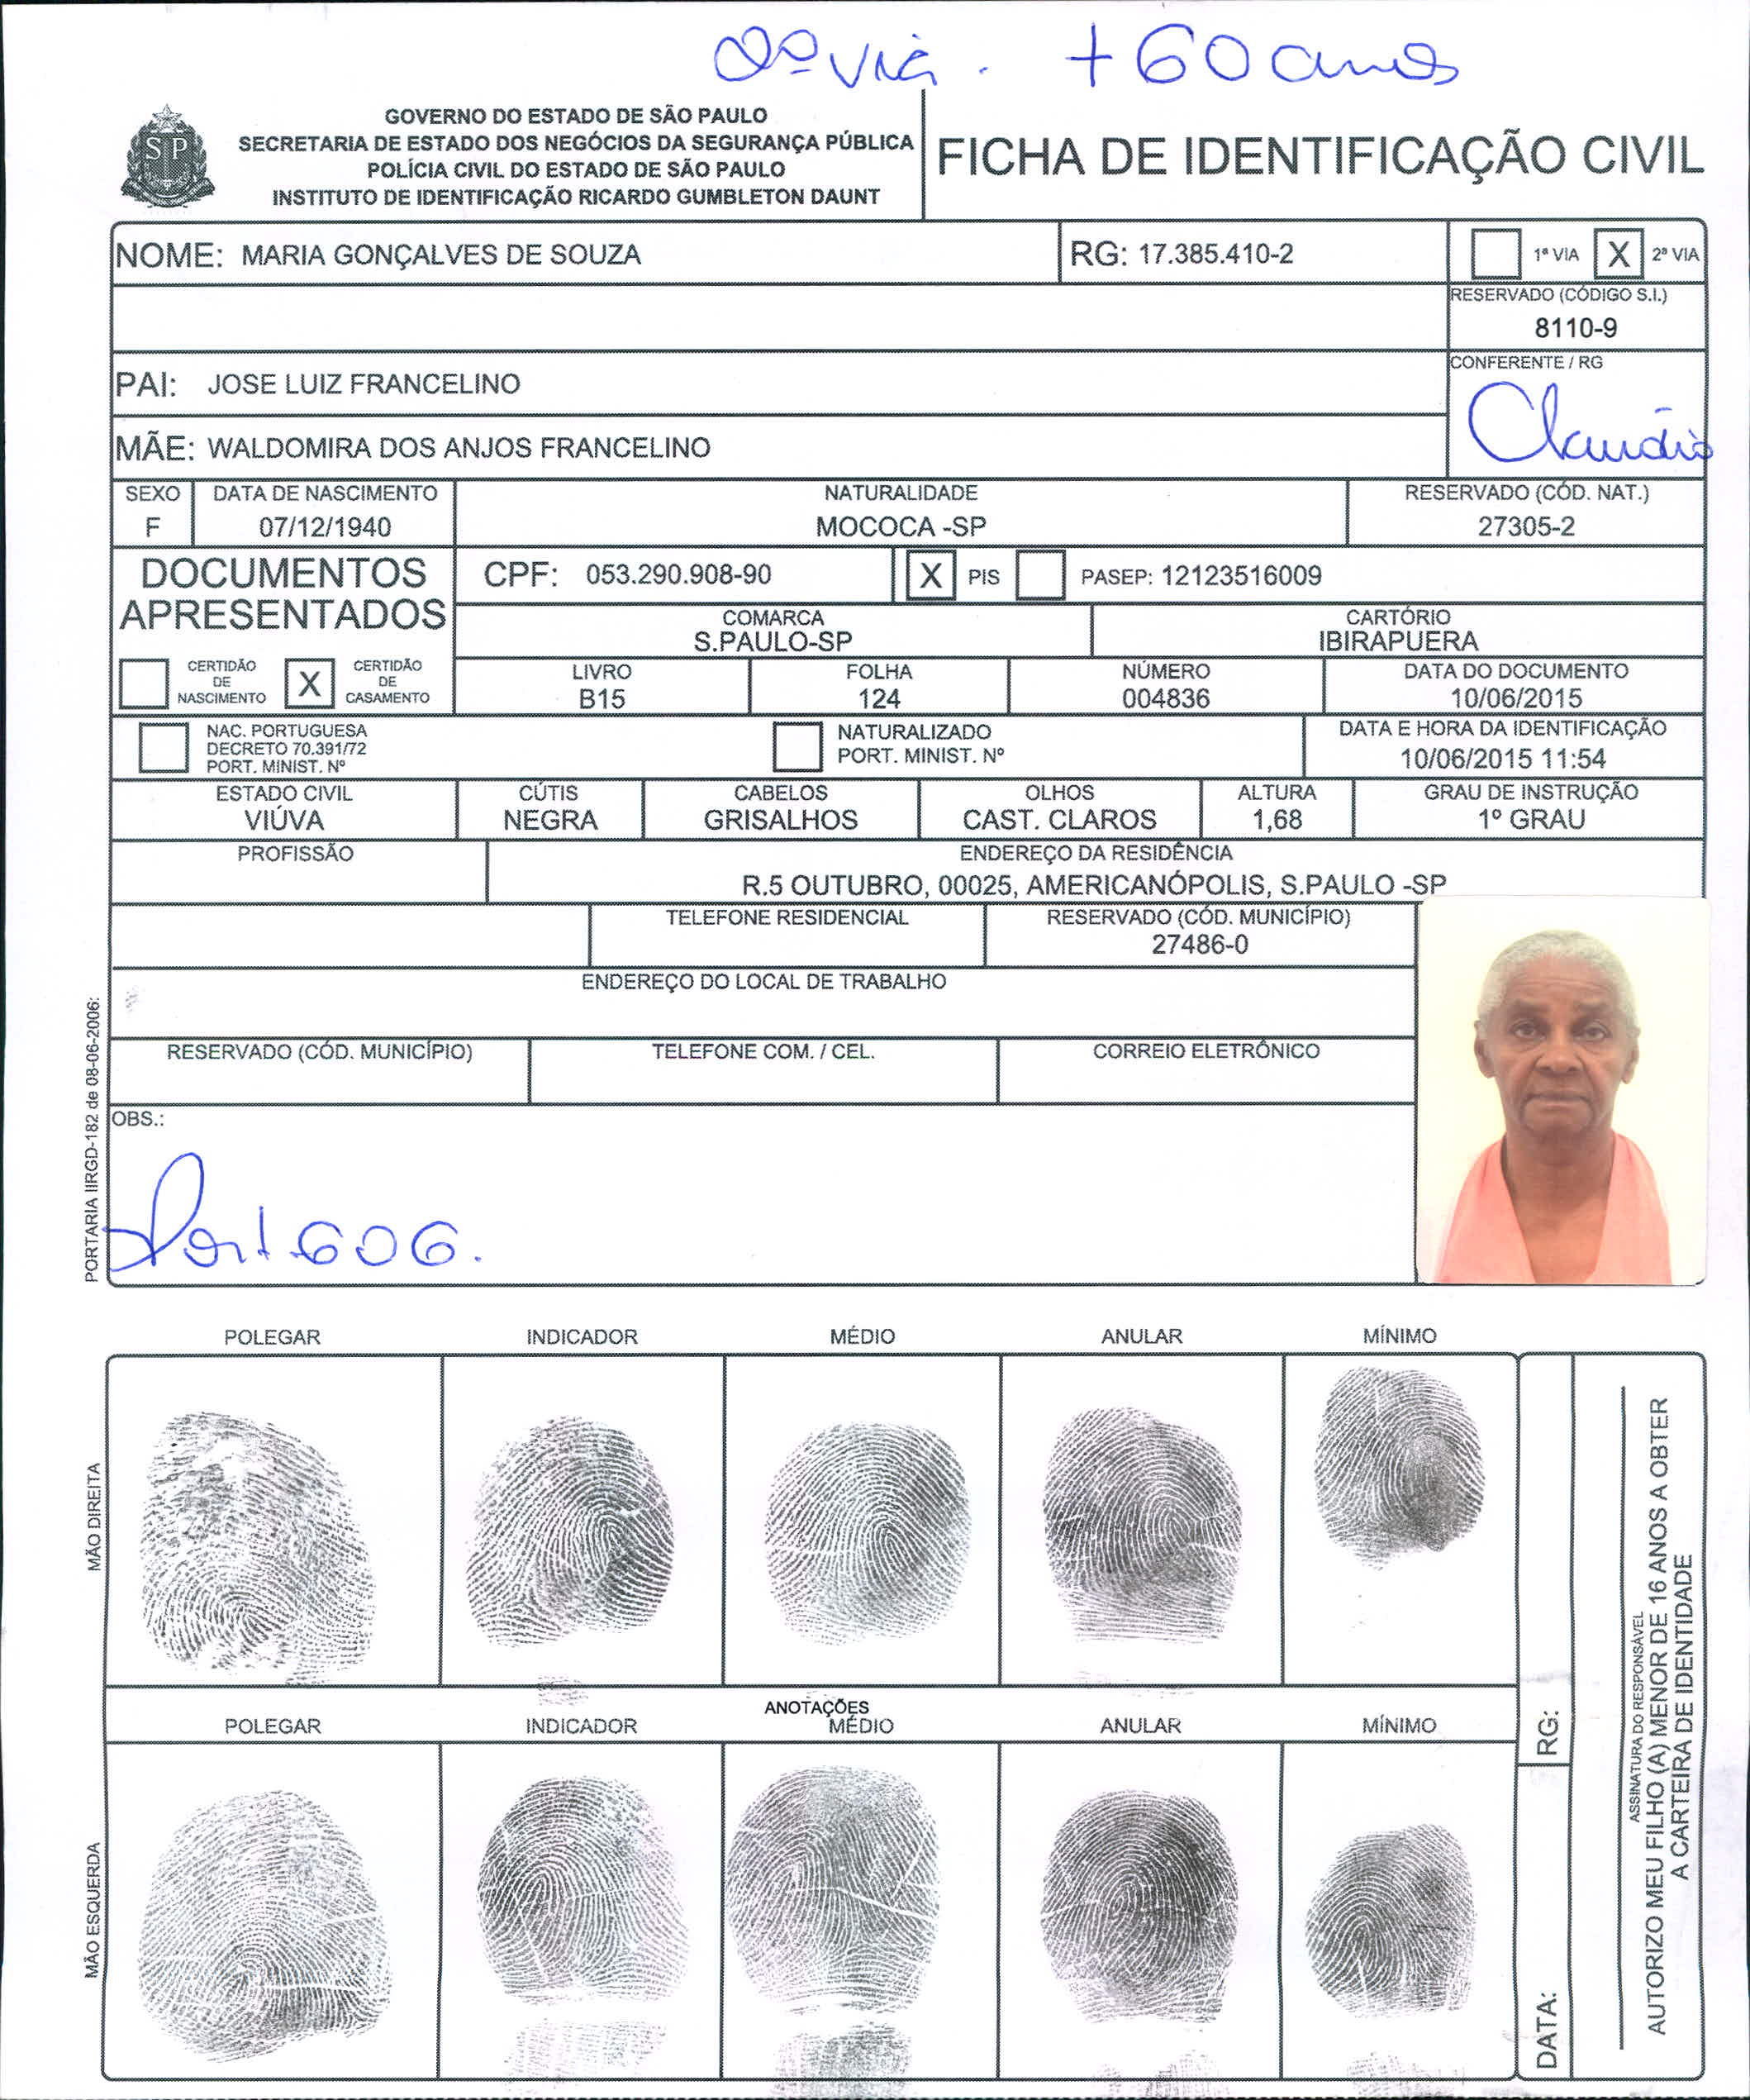 2ª via. + 60 anos
GOVERNO DO ESTADO DE SÃO PAULO
SECRETARIA DE ESTADO DOS NEGÓCIOS DA SEGURANÇA PÚBLICA
POLÍCIA CIVIL DO ESTADO DE SÃO PAULO
INSTITUTO DE IDENTIFICAÇÃO RICARDO GUMBLETON DAUNT
SP
FICHA DE IDENTIFICAÇÃO CIVIL
NOME: MARIA GONÇALVES DE SOUZA RG: 17.385.410-2 1ª VIA X 2ª VIA
RESERVADO (CÓDIGO S.I.)
8110-9
PAI: JOSE LUIZ FRANCELINO
CONFERENTE / RG
Claudio
MÃE: WALDOMIRA DOS ANJOS FRANCELINO
SEXO DATA DE NASCIMENTO NATURALIDADE RESERVADO (CÓD. NAT.)
F 07/12/1940 MOCOCA -SP 27305-2
DOCUMENTOS
APRESENTADOS
CPF: 053.290.908-90 X PIS PASEP: 12123516009
COMARCA CARTÓRIO
S.PAULO-SP IBIRAPUERA
CERTIDÃO
DE
NASCIMENTO
X CERTIDÃO
DE
CASAMENTO
LIVRO FOLHA NÚMERO DATA DO DOCUMENTO
B15 124 004836 10/06/2015
NAC. PORTUGUESA
DECRETO 70.391/72
PORT. MINIST. Nº
NATURALIZADO
PORT. MINIST. Nº
DATA E HORA DA IDENTIFICAÇÃO
10/06/2015 11:54
ESTADO CIVIL CÚTIS CABELOS OLHOS ALTURA GRAU DE INSTRUÇÃO
VIÚVA NEGRA GRISALHOS CAST. CLAROS 1,68 1º GRAU
PROFISSÃO ENDEREÇO DA RESIDÊNCIA
R.5 OUTUBRO, 00025, AMERICANÓPOLIS, S.PAULO -SP
TELEFONE RESIDENCIAL RESERVADO (CÓD. MUNICÍPIO)
27486-0
ENDEREÇO DO LOCAL DE TRABALHO
RESERVADO (CÓD. MUNICÍPIO) TELEFONE COM. / CEL. CORREIO ELETRÔNICO
OBS.:
Port 606.
PORTARIA IIRGD-182 de 08-06-2006:
POLEGAR INDICADOR MÉDIO ANULAR MÍNIMO
MÃO DIREITA
ANOTAÇÕES
POLEGAR INDICADOR MÉDIO ANULAR MÍNIMO
MÃO ESQUERDA
RG:
DATA:
ASSINATURA DO RESPONSÁVEL
AUTORIZO MEU FILHO (A) MENOR DE 16 ANOS A OBTER
A CARTEIRA DE IDENTIDADE